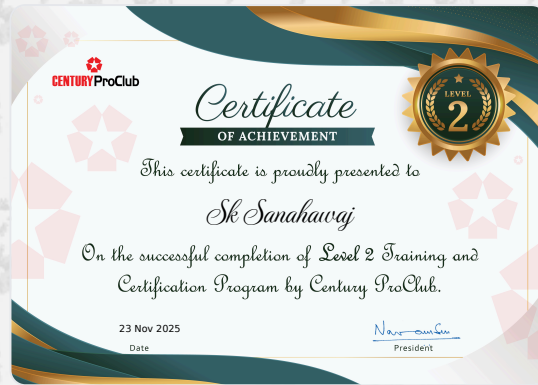 CENTURY ProClub
LEVEL
2
Certificate
OF ACHIEVEMENT
This certificate is proudly presented to
Sk Sanahawaj
On the successful completion of Level 2 Training and
Certification Program by Century ProClub.
23 Nov 2025
Date
President